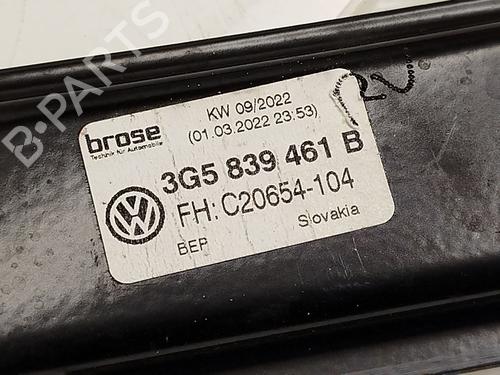 B-PARTS
brose
Technik für Automobile
KW 09/2022
(01.03.2022 23:53)
3G5 839 461 B
FH: C20654-104
BEP
Slovakia